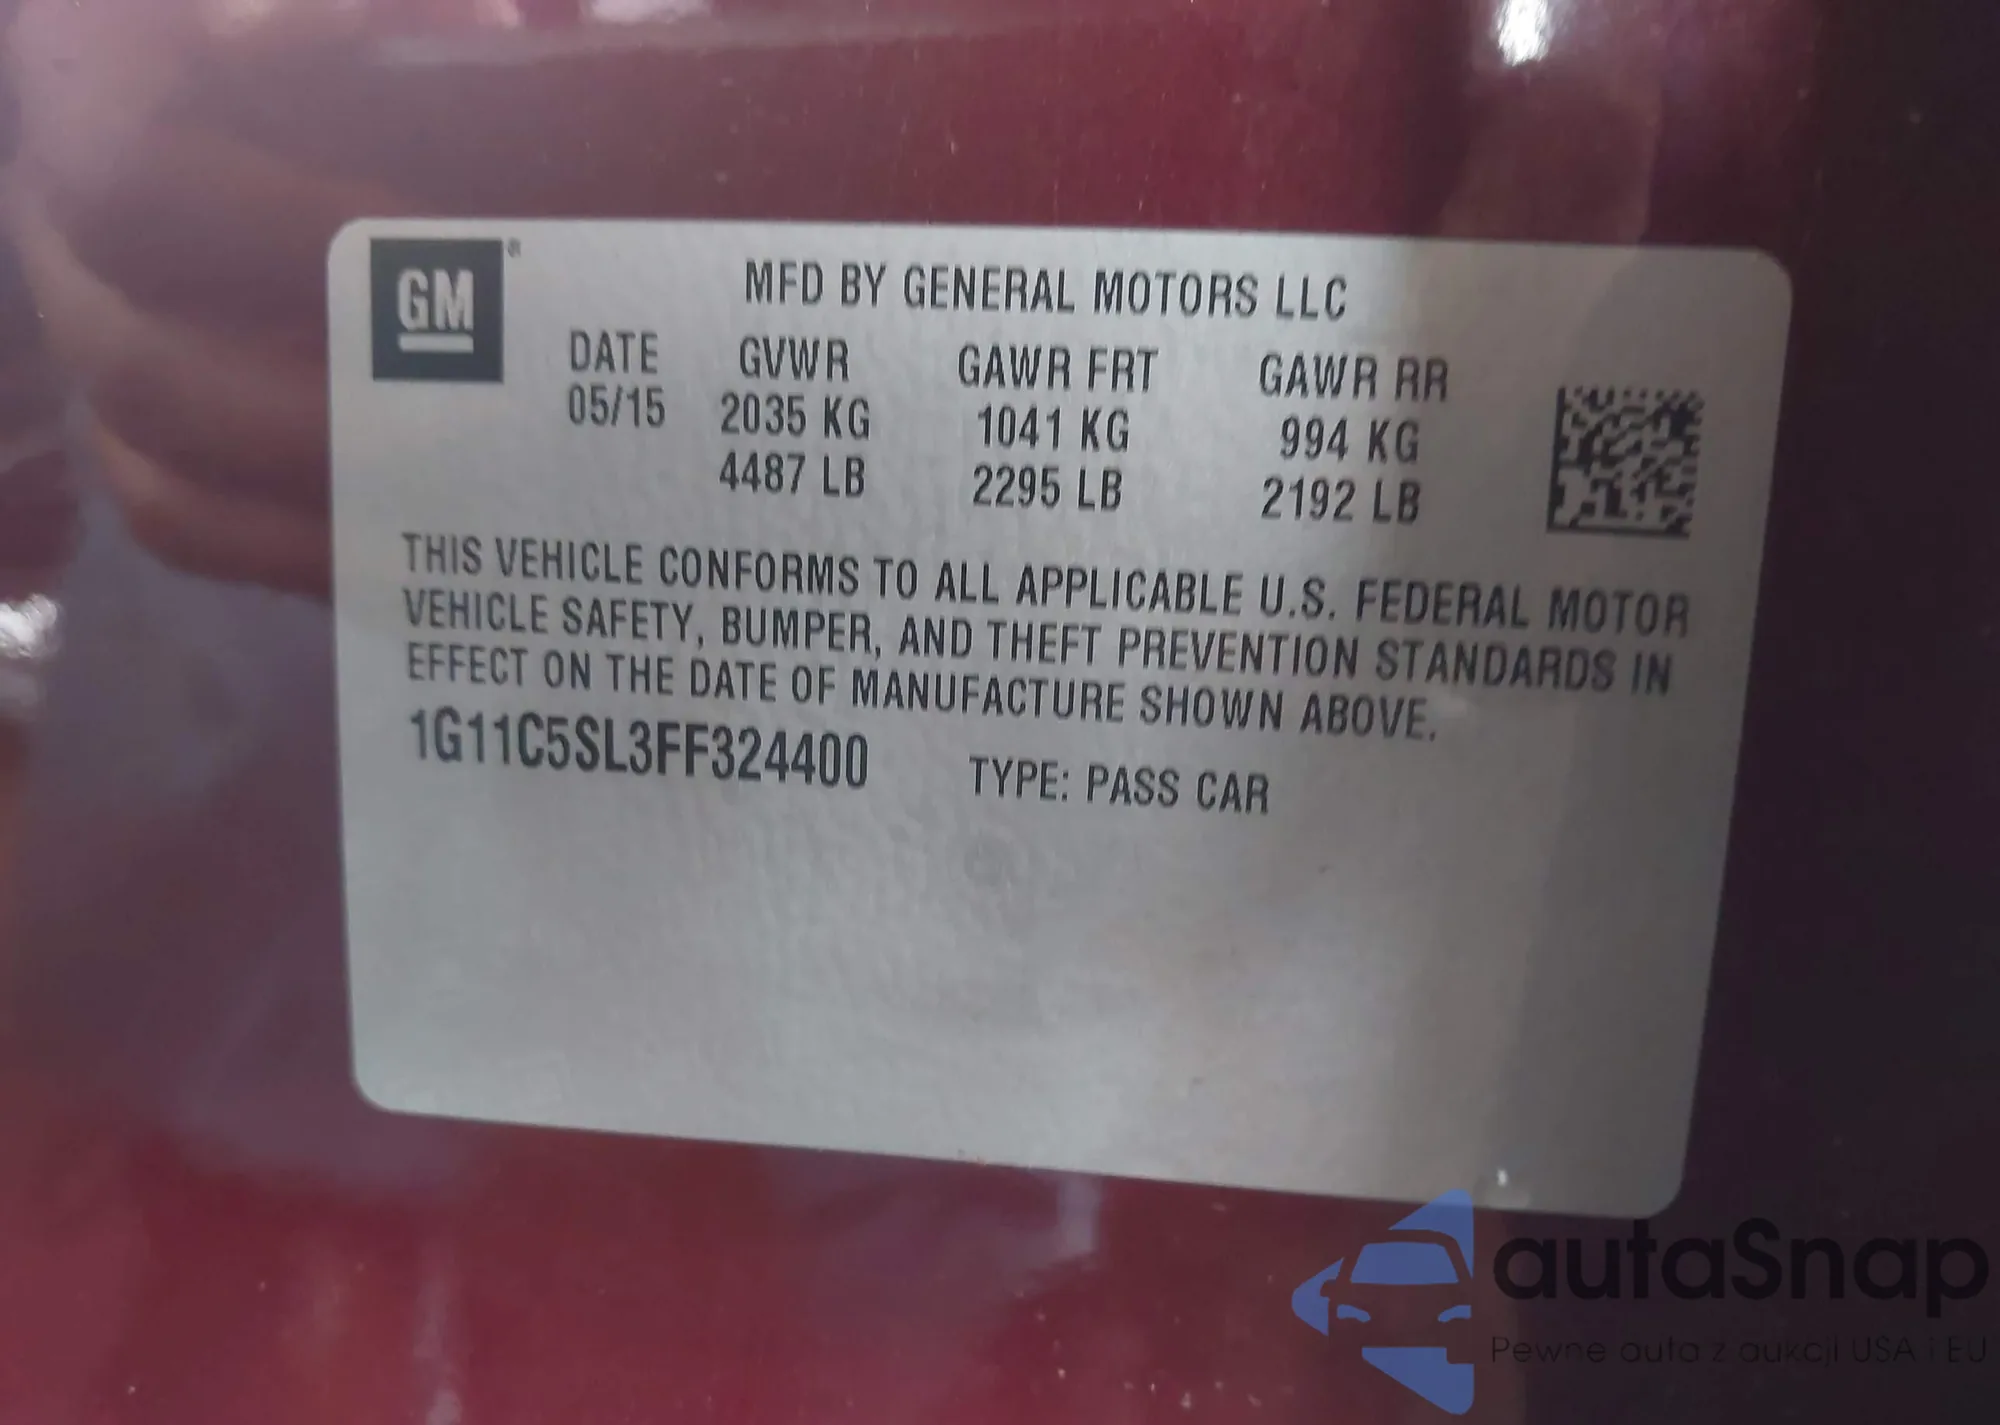 GM ®
MFD BY GENERAL MOTORS LLC
DATE GVWR GAWR FRT GAWR RR
05/15 2035 KG 1041 KG 994 KG
4487 LB 2295 LB 2192 LB
THIS VEHICLE CONFORMS TO ALL APPLICABLE U.S. FEDERAL MOTOR
VEHICLE SAFETY, BUMPER, AND THEFT PREVENTION STANDARDS IN
EFFECT ON THE DATE OF MANUFACTURE SHOWN ABOVE.
1G11C5SL3FF324400 TYPE: PASS CAR
autaSnap
Pewne auta z aukcji USA i EU